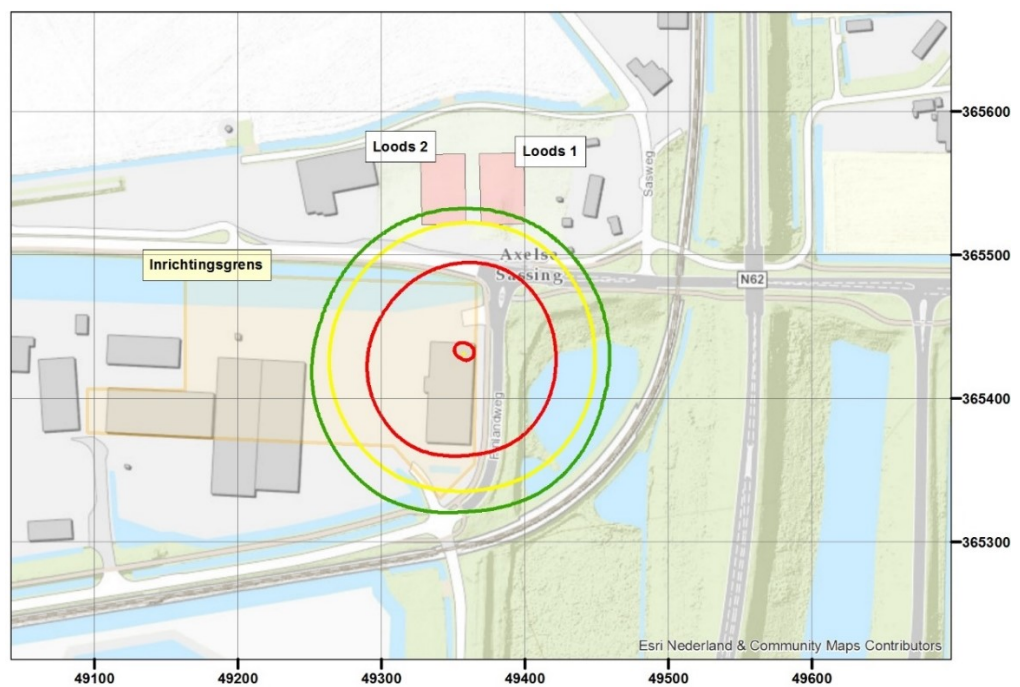 365600
Loods 2
Loods 1
Sasweg
Axelse
Sassing
365500
Inrichtingsgrens
N62
365400
Finlandweg
365300
Esri Nederland & Community Maps Contributors
49100 49200 49300 49400 49500 49600